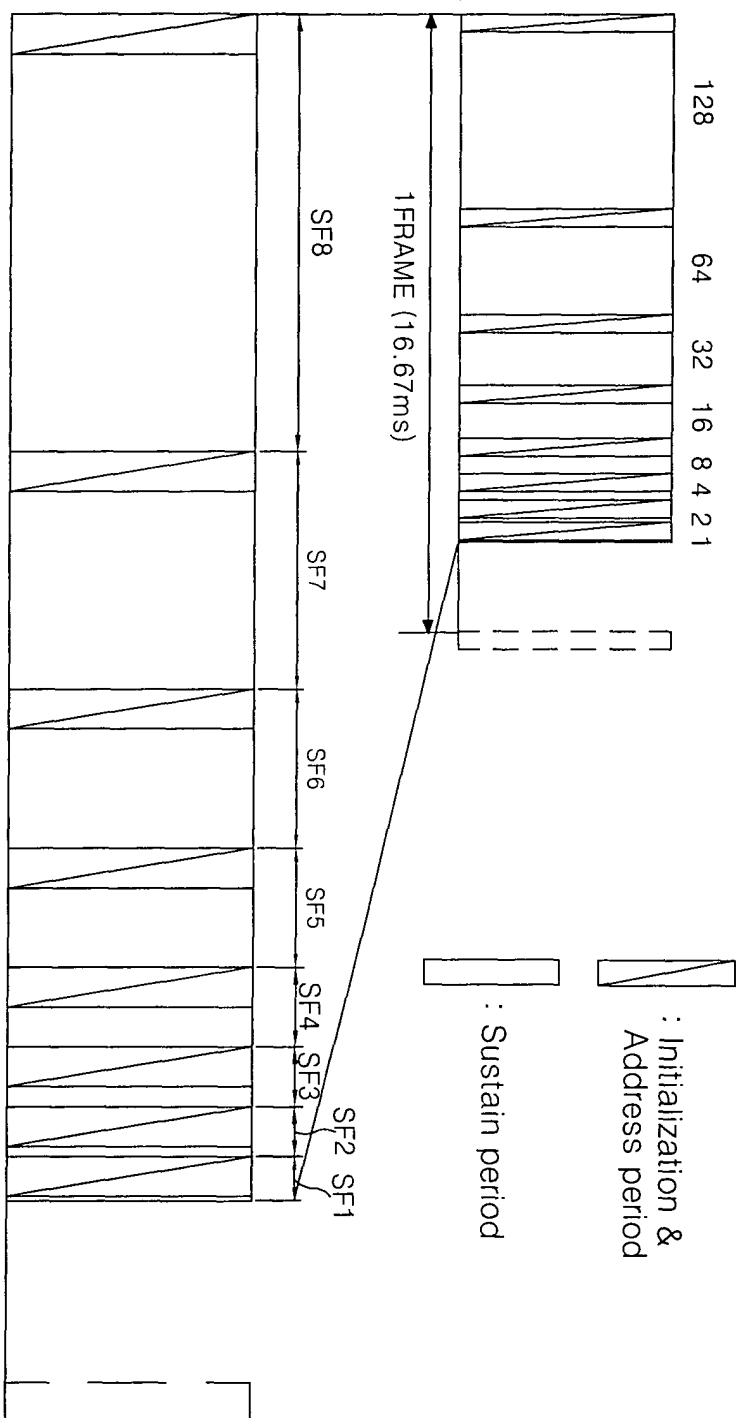 128
64
32
16
8
4
2
1
1FRAME (16.67ms)
SF8
SF7
SF6
SF5
SF4
SF3
SF2
SF1
: Initialization &
Address period
: Sustain period